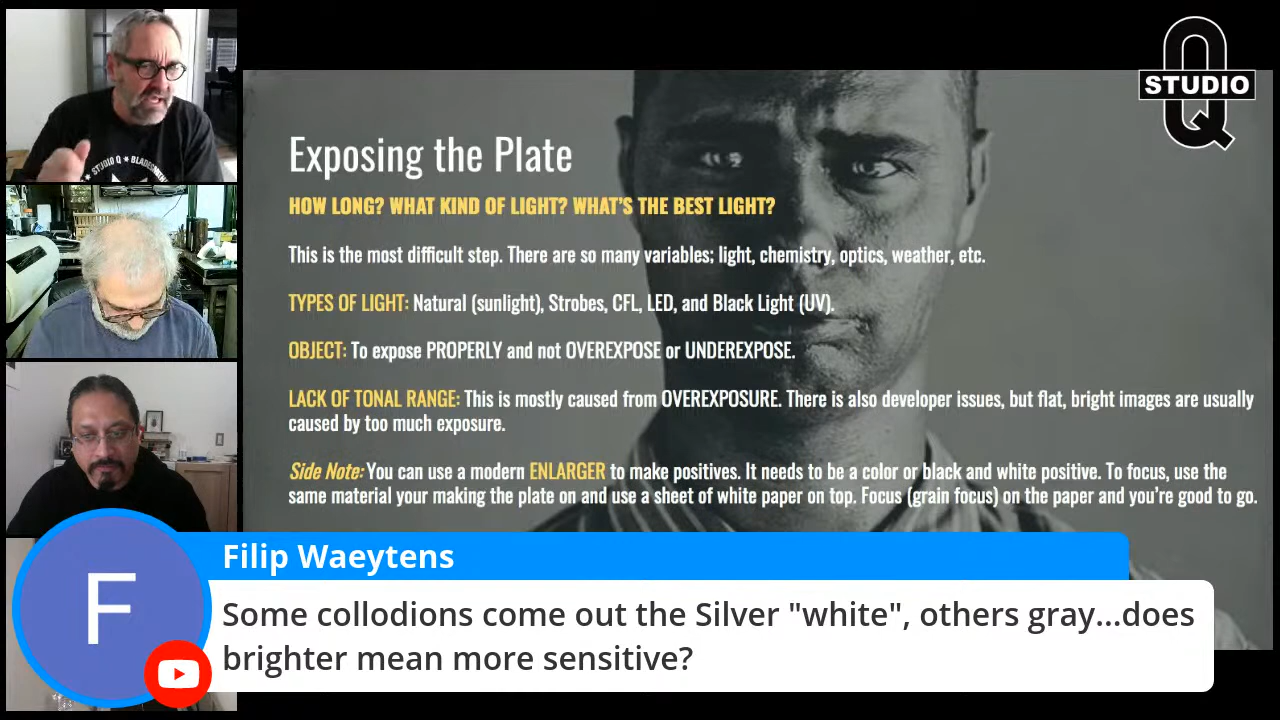 STUDIO Q
STUDIO Q ★ BLADESMITH
Exposing the Plate
HOW LONG? WHAT KIND OF LIGHT? WHAT'S THE BEST LIGHT?
This is the most difficult step. There are so many variables; light, chemistry, optics, weather, etc.
TYPES OF LIGHT: Natural (sunlight), Strobes, CFL, LED, and Black Light (UV).
OBJECT: To expose PROPERLY and not OVEREXPOSE or UNDEREXPOSE.
LACK OF TONAL RANGE: This is mostly caused from OVEREXPOSURE. There is also developer issues, but flat, bright images are usually
caused by too much exposure.
Side Note: You can use a modern ENLARGER to make positives. It needs to be a color or black and white positive. To focus, use the
same material your making the plate on and use a sheet of white paper on top. Focus (grain focus) on the paper and you're good to go.
F
Filip Waeytens
Some collodions come out the Silver "white", others gray...does
brighter mean more sensitive?